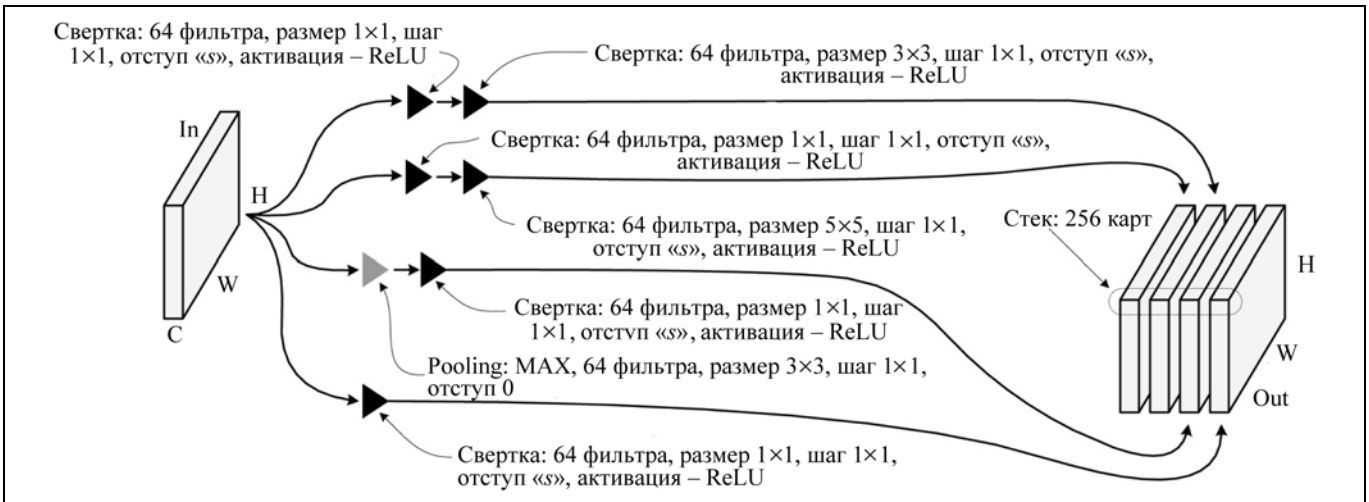 Свертка: 64 фильтра, размер 1×1, шаг
1×1, отступ «s», активация – ReLU
Свертка: 64 фильтра, размер 3×3, шаг 1×1, отступ «s»,
активация – ReLU
In
Свертка: 64 фильтра, размер 1×1, шаг 1×1, отступ «s»,
активация – ReLU
H
Свертка: 64 фильтра, размер 5×5, шаг 1×1,
отступ «s», активация – ReLU
Стек: 256 карт
H
W
C
Свертка: 64 фильтра, размер 1×1, шаг
1×1, отступ «s», активация – ReLU
W
Pooling: MAX, 64 фильтра, размер 3×3, шаг 1×1,
отступ 0
Out
Свертка: 64 фильтра, размер 1×1, шаг 1×1,
отступ «s», активация – ReLU